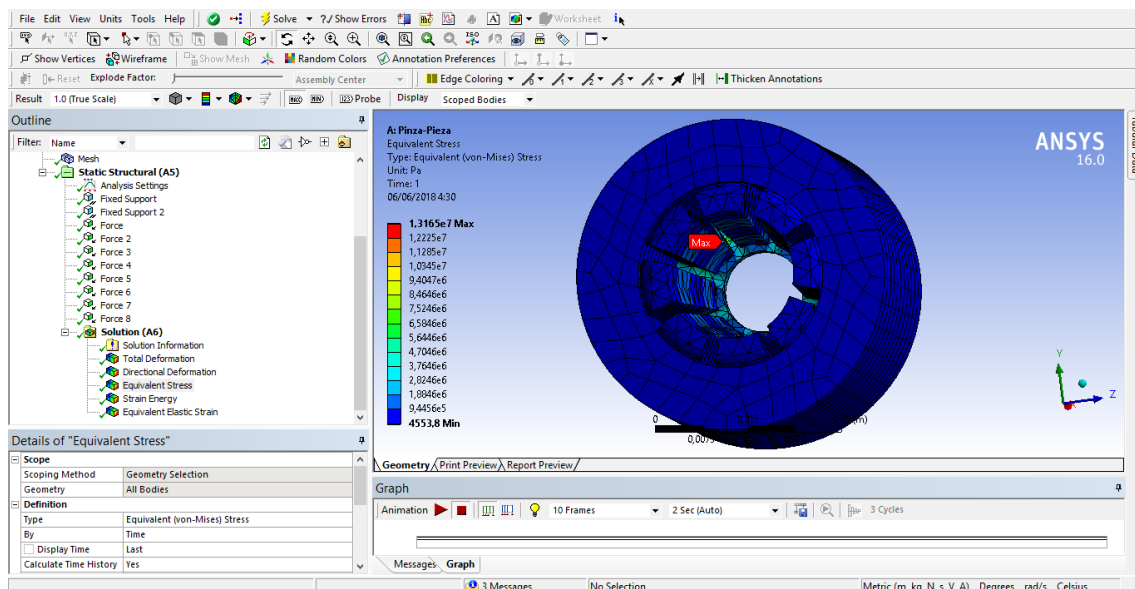 File Edit View Units Tools Help Solve ?/ Show Errors Worksheet
Show Vertices Wireframe Show Mesh Random Colors Annotation Preferences
Reset Explode Factor: Assembly Center Edge Coloring Thicken Annotations
Result 1.0 (True Scale) MAX MIN Probe Display Scoped Bodies
Outline
Filter: Name
Mesh
Static Structural (A5)
Analysis Settings
Fixed Support
Fixed Support 2
Force
Force 2
Force 3
Force 4
Force 5
Force 6
Force 7
Force 8
Solution (A6)
Solution Information
Total Deformation
Directional Deformation
Equivalent Stress
Strain Energy
Equivalent Elastic Strain
Details of "Equivalent Stress"
Scope
Scoping Method Geometry Selection
Geometry All Bodies
Definition
Type Equivalent (von-Mises) Stress
By Time
Display Time Last
Calculate Time History Yes
A: Pinza-Pieza
Equivalent Stress
Type: Equivalent (von-Mises) Stress
Unit: Pa
Time: 1
06/06/2018 4:30
1,3165e7 Max
1,2225e7
1,1285e7
1,0345e7
9,4047e6
8,4646e6
7,5246e6
6,5846e6
5,6446e6
4,7046e6
3,7646e6
2,8246e6
1,8846e6
9,4456e5
4553,8 Min
Max
ANSYS
16.0
Y
Z
0
(m)
0,0075
Geometry Print Preview Report Preview
Graph
Animation 10 Frames 2 Sec (Auto) 3 Cycles
Messages Graph
3 Messages No Selection Metric (m, kg, N, s, V, A) Degrees rad/s Celsius